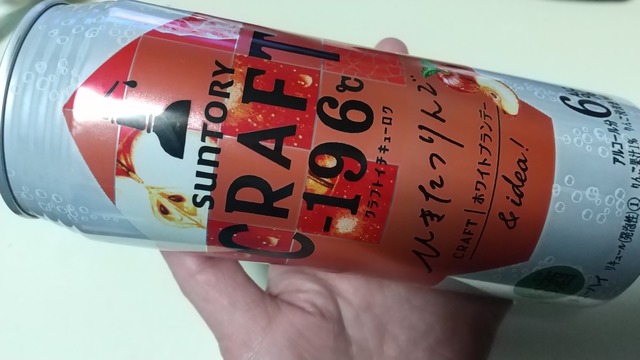 SUNTORY
CRAFT
-196℃
クラフトイチキューロク
ひきたつりんご
CRAFT | ホワイトブランデー
& idea!
6%
アルコール分
リキュール(発泡性)①
酒